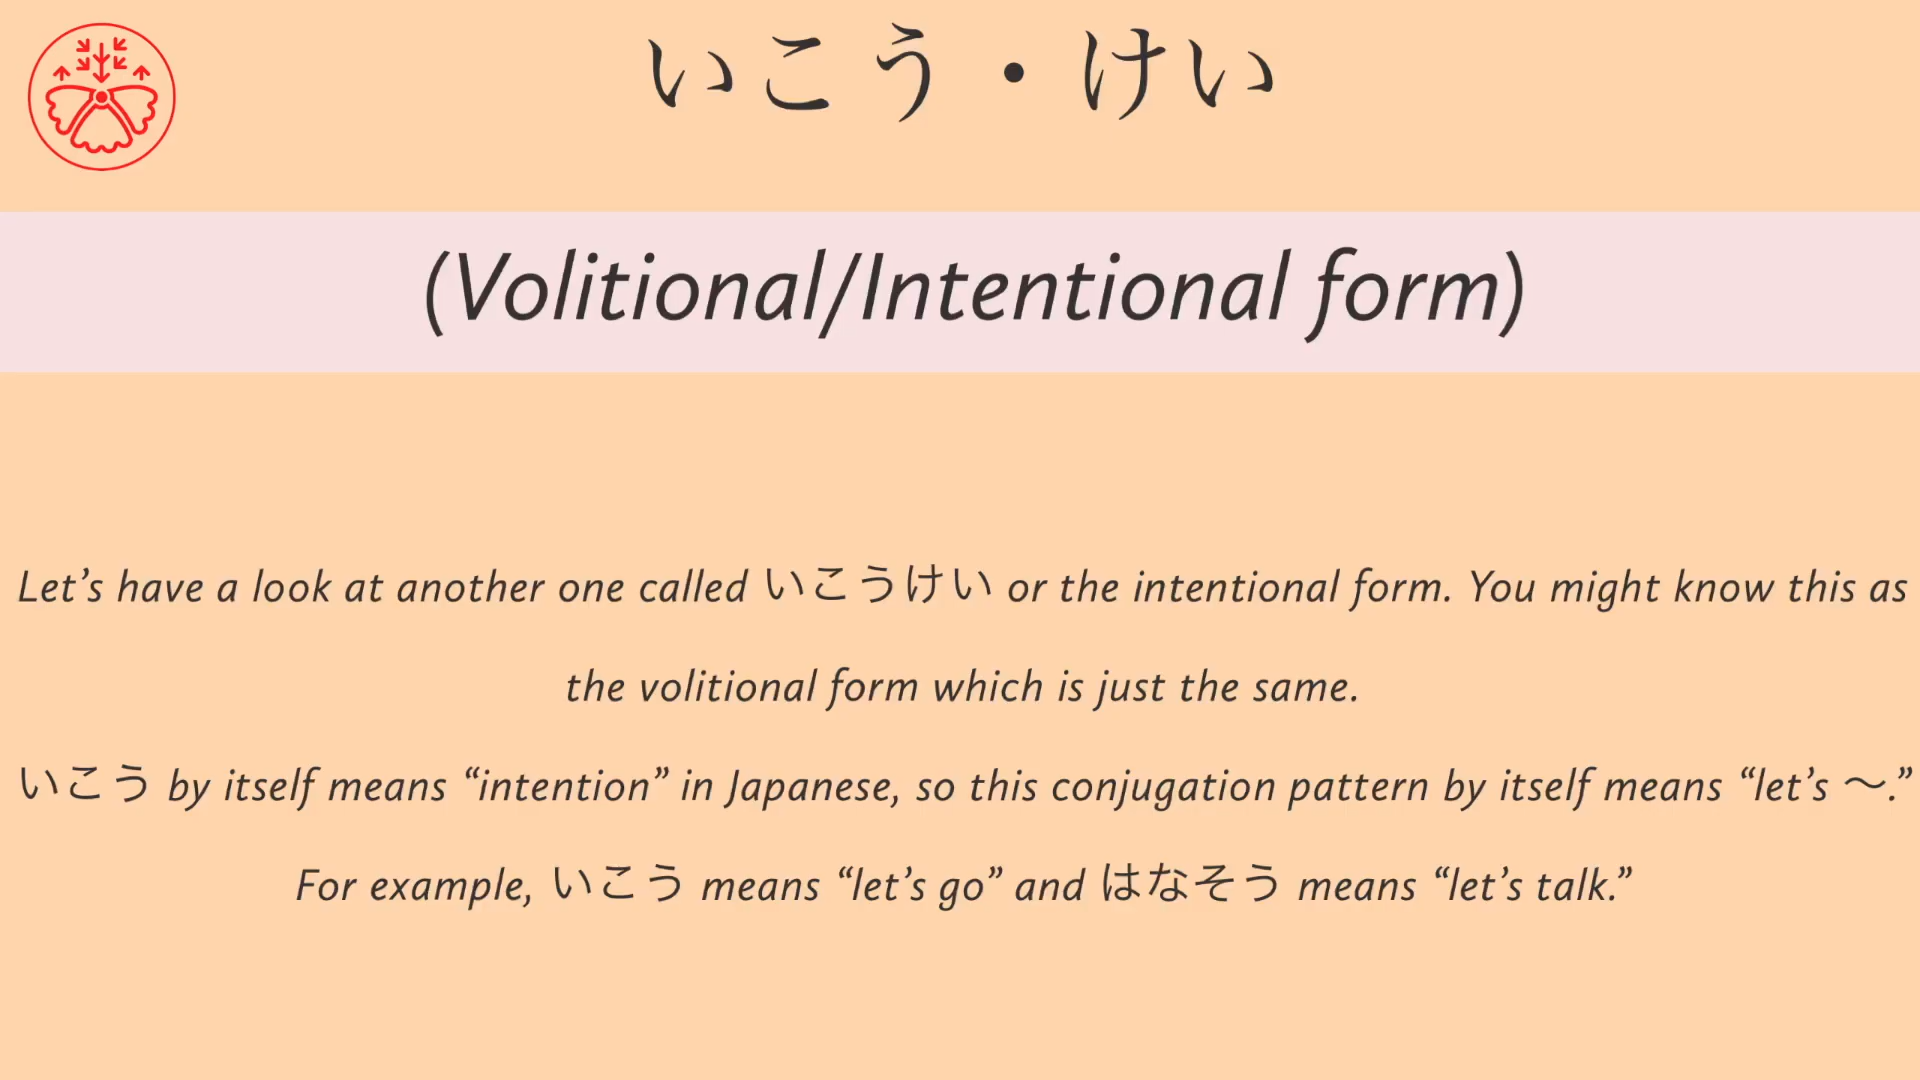 いこう・けい
(Volitional/Intentional form)
Let’s have a look at another one called いこうけい or the intentional form. You might know this as
the volitional form which is just the same.
いこう by itself means “intention” in Japanese, so this conjugation pattern by itself means “let’s 〜.”
For example, いこう means “let’s go” and はなそう means “let’s talk.”